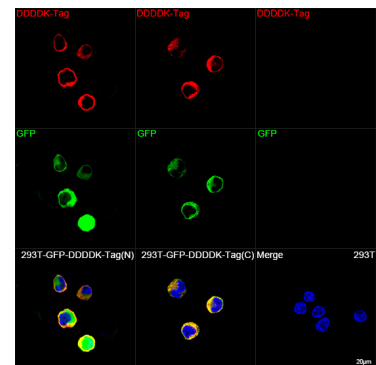 DDDDK-Tag DDDDK-Tag DDDDK-Tag
GFP GFP GFP
293T-GFP-DDDDK-Tag(N) 293T-GFP-DDDDK-Tag(C) Merge 293T
20μm